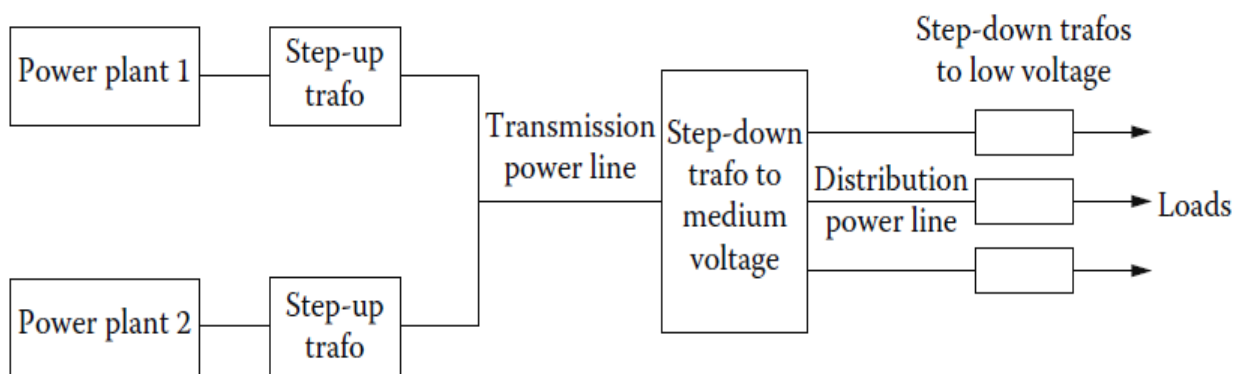 Power plant 1
Step-up
trafo
Transmission
power line
Step-down
trafo to
medium
voltage
Step-down trafos
to low voltage
Distribution
power line
Loads
Power plant 2
Step-up
trafo